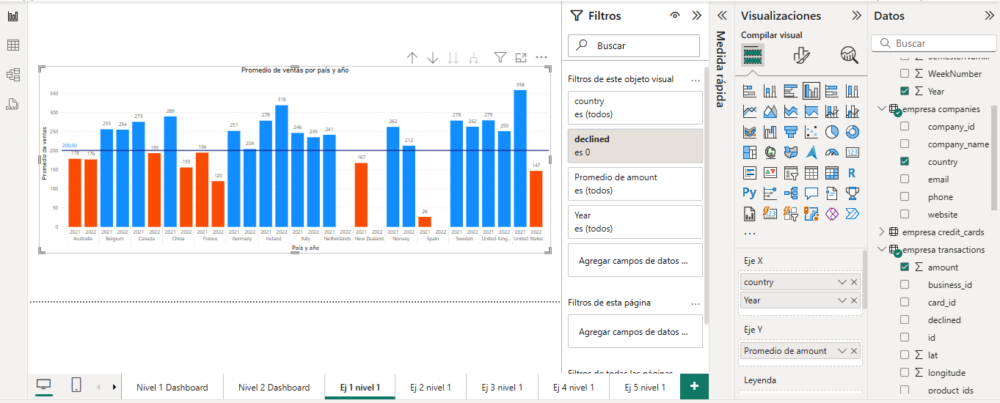 Filtros
Buscar
Filtros de este objeto visual
country
es (todos)
declined
es 0
Promedio de amount
es (todos)
Year
es (todos)
Agregar campos de datos ...
Filtros de esta página
Agregar campos de datos ...
Filtros de todas las páginas
Medida rápida
Visualizaciones
Compilar visual
R
Py
Eje X
country
Year
Eje Y
Promedio de amount
Leyenda
Datos
Buscar
WeekNumber
Year
empresa companies
company_id
company_name
country
email
phone
website
empresa credit_cards
empresa transactions
amount
business_id
card_id
declined
id
lat
longitude
product_ids
Promedio de ventas por país y año
Promedio de ventas
350
300
250
200
150
100
50
0
200,00
178 176 255 254 275 193 289 155 194 120 251 204 278 318 246 235 241 167 262 212 26 278 262 279 250 358 147
2021 2022 2021 2022 2021 2022 2021 2022 2021 2022 2021 2022 2021 2022 2021 2022 2021 2022 2021 2022 2021 2022 2021 2022 2021 2022 2021 2022 2021 2022
Australia Belgium Canada China France Germany Ireland Italy Netherlands New Zealand Norway Spain Sweden United King... United States
País y año
Nivel 1 Dashboard
Nivel 2 Dashboard
Ej 1 nivel 1
Ej 2 nivel 1
Ej 3 nivel 1
Ej 4 nivel 1
Ej 5 nivel 1